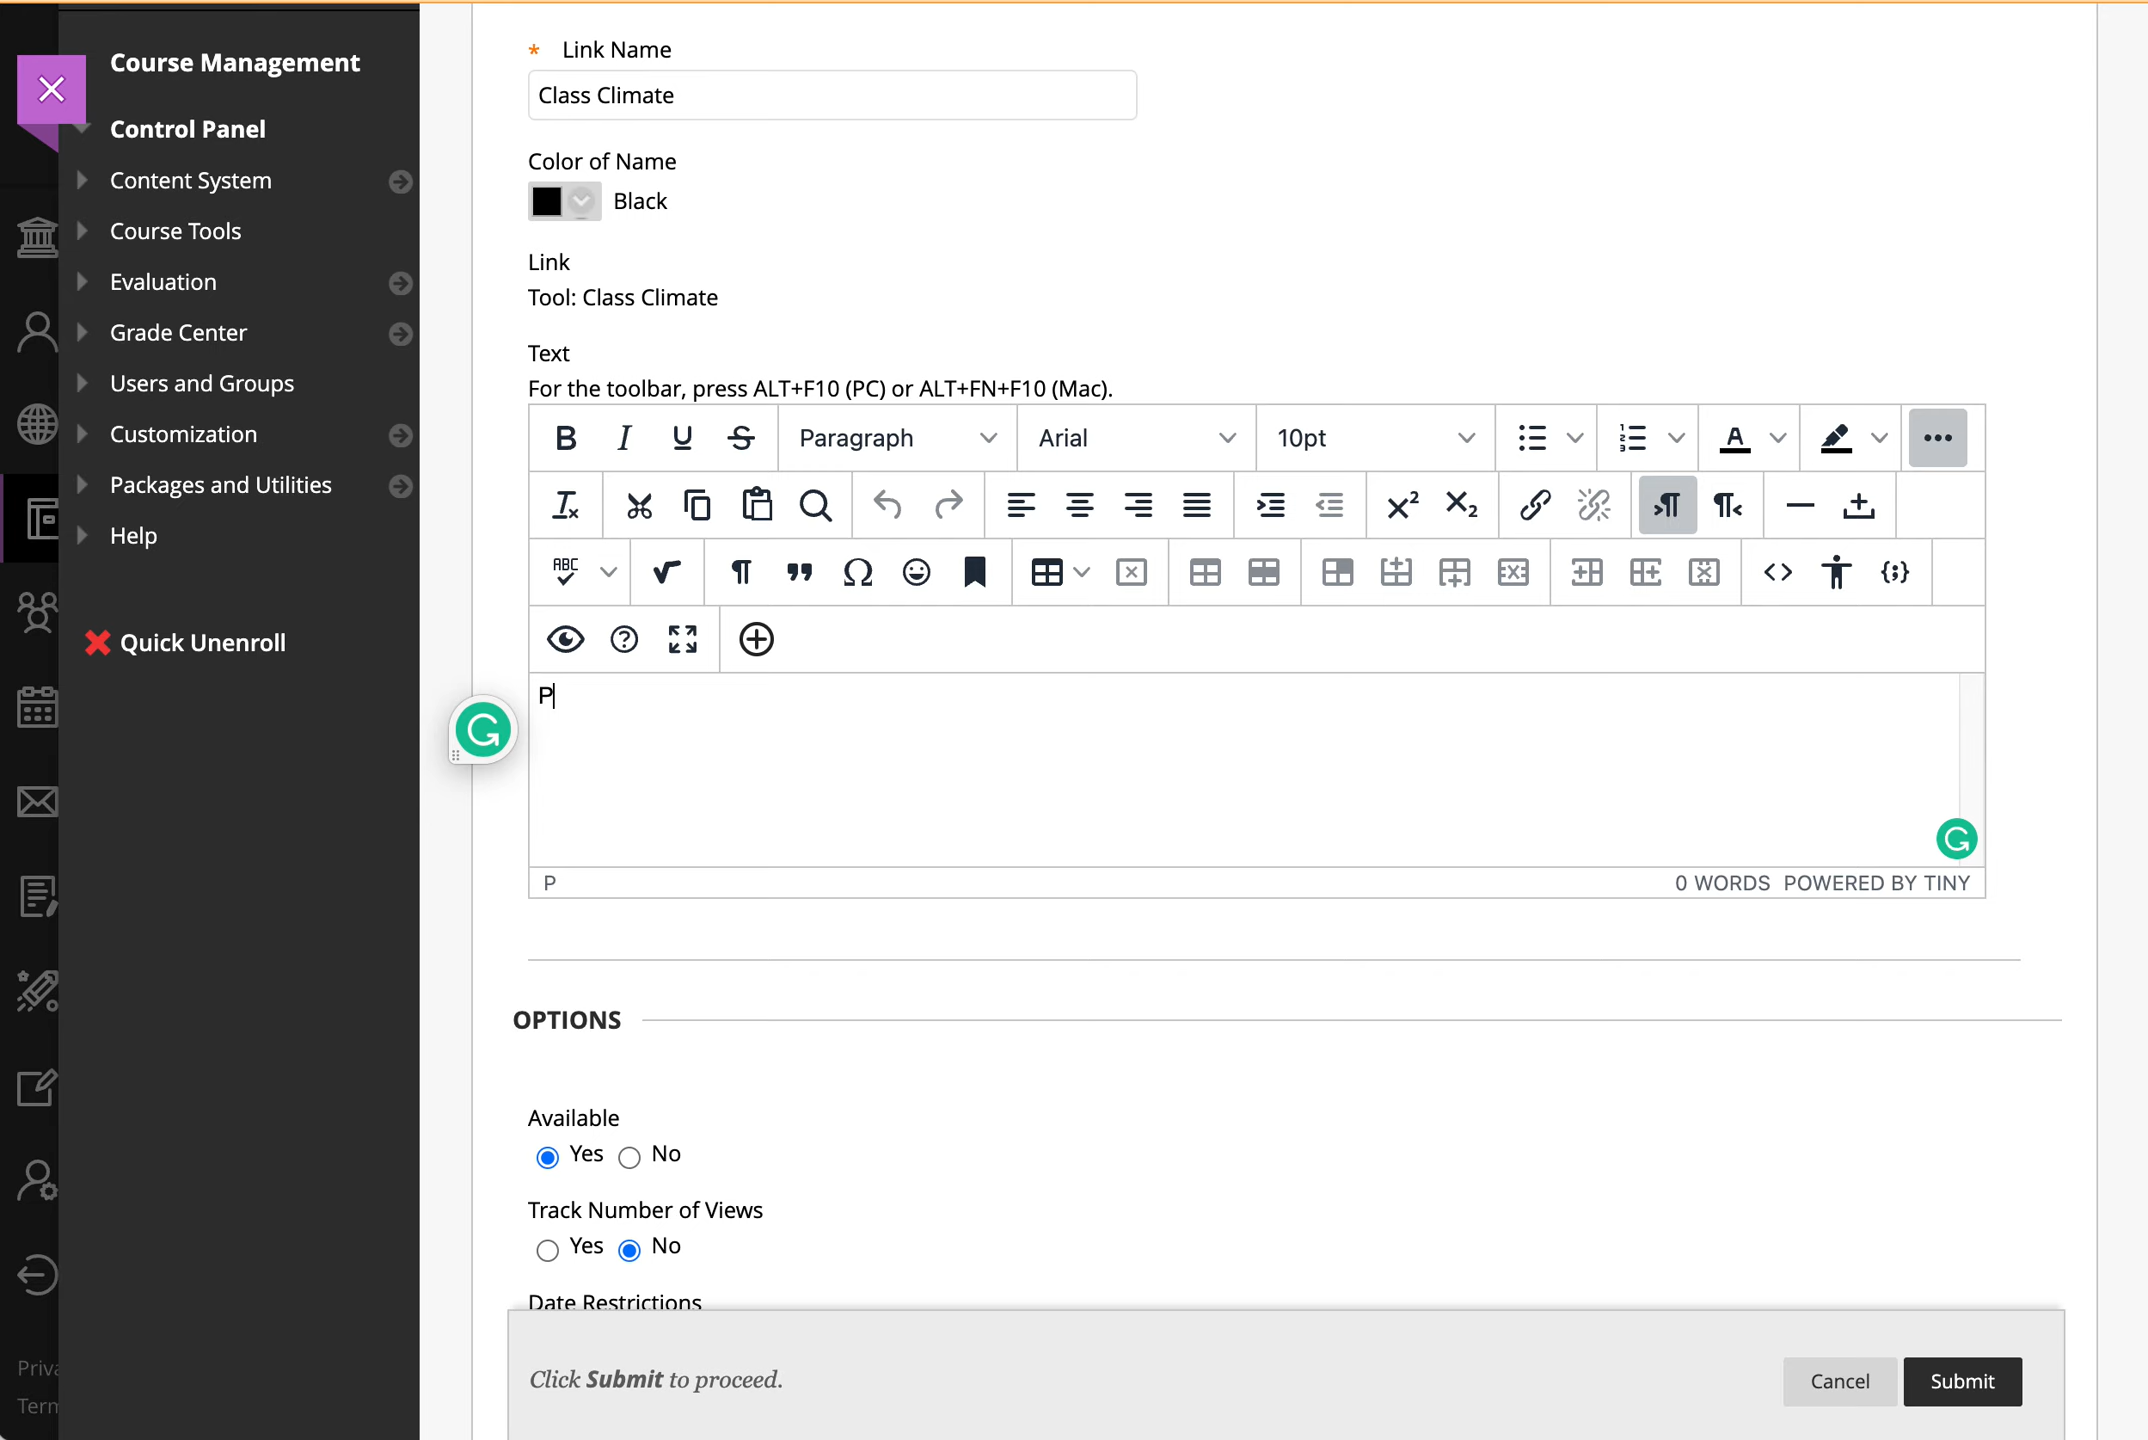 Course Management
Control Panel
Content System
Course Tools
Evaluation
Grade Center
Users and Groups
Customization
Packages and Utilities
Help
Quick Unenroll
Priva
Term
* Link Name
Class Climate
Color of Name
Black
Link
Tool: Class Climate
Text
For the toolbar, press ALT+F10 (PC) or ALT+FN+F10 (Mac).
Paragraph Arial 10pt
P
P 0 WORDS POWERED BY TINY
OPTIONS
Available
Yes No
Track Number of Views
Yes No
Date Restrictions
Click Submit to proceed. Cancel Submit